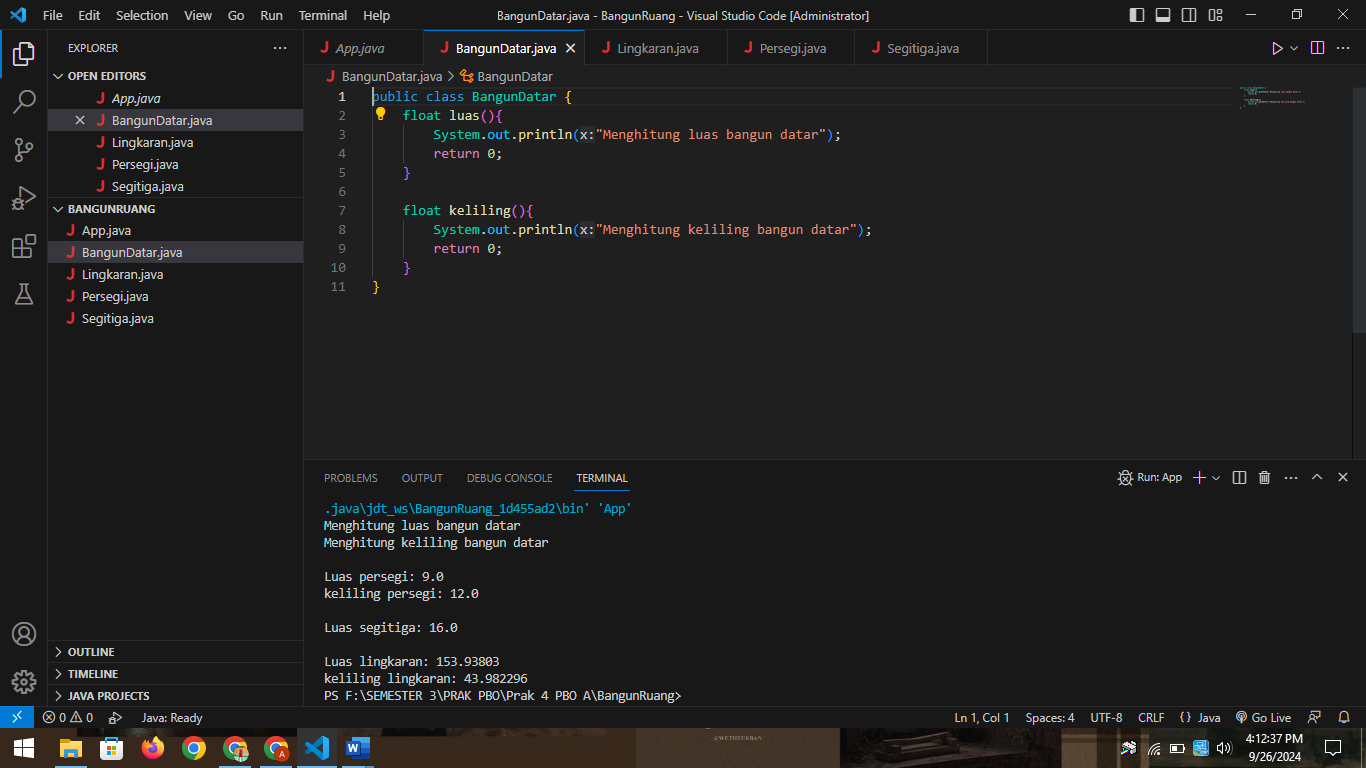 File Edit Selection View Go Run Terminal Help BangunDatar.java - BangunRuang - Visual Studio Code [Administrator]
EXPLORER
App.java BangunDatar.java Lingkaran.java Persegi.java Segitiga.java
OPEN EDITORS
App.java
BangunDatar.java
Lingkaran.java
Persegi.java
Segitiga.java
BANGUNRUANG
App.java
BangunDatar.java
Lingkaran.java
Persegi.java
Segitiga.java
OUTLINE
TIMELINE
JAVA PROJECTS
BangunDatar.java > BangunDatar
1 public class BangunDatar {
2 float luas(){
3 System.out.println(x:"Menghitung luas bangun datar");
4 return 0;
5 }
6
7 float keliling(){
8 System.out.println(x:"Menghitung keliling bangun datar");
9 return 0;
10 }
11 }
PROBLEMS OUTPUT DEBUG CONSOLE TERMINAL Run: App
.java\jdt_ws\BangunRuang_1d455ad2\bin' 'App'
Menghitung luas bangun datar
Menghitung keliling bangun datar
Luas persegi: 9.0
keliling persegi: 12.0
Luas segitiga: 16.0
Luas lingkaran: 153.93803
keliling lingkaran: 43.982296
PS F:\SEMESTER 3\PRAK PBO\Prak 4 PBO A\BangunRuang>
0 0 Java: Ready Ln 1, Col 1 Spaces: 4 UTF-8 CRLF {} Java Go Live
4:12:37 PM
9/26/2024